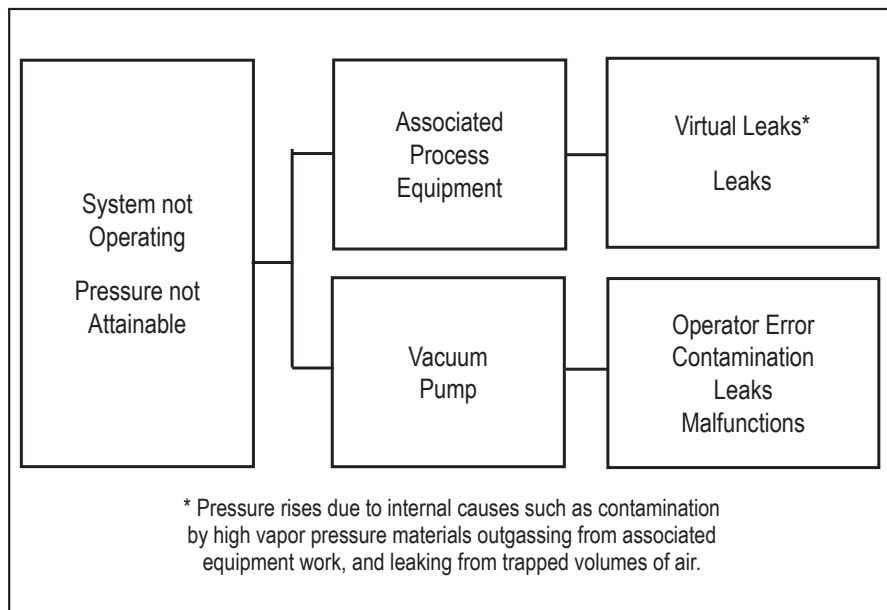 System not
Operating
Pressure not
Attainable
Associated
Process
Equipment
Virtual Leaks*
Leaks
Vacuum
Pump
Operator Error
Contamination
Leaks
Malfunctions
* Pressure rises due to internal causes such as contamination
by high vapor pressure materials outgassing from associated
equipment work, and leaking from trapped volumes of air.